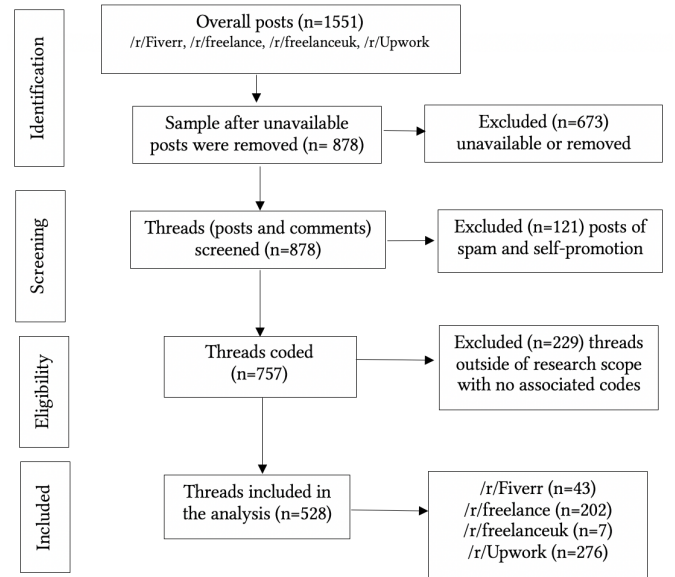 Identification
Overall posts (n=1551)
/r/Fiverr, /r/freelance, /r/freelanceuk, /r/Upwork
Sample after unavailable
posts were removed (n= 878)
Excluded (n=673)
unavailable or removed
Screening
Threads (posts and comments)
screened (n=878)
Excluded (n=121) posts of
spam and self-promotion
Eligibility
Threads coded
(n=757)
Excluded (n=229) threads
outside of research scope
with no associated codes
Included
Threads included in
the analysis (n=528)
/r/Fiverr (n=43)
/r/freelance (n=202)
/r/freelanceuk (n=7)
/r/Upwork (n=276)